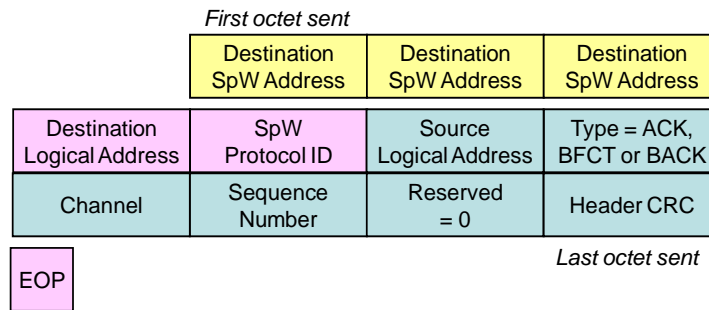 First octet sent
Destination
SpW Address
Destination
SpW Address
Destination
SpW Address
Destination
Logical Address
SpW
Protocol ID
Source
Logical Address
Type = ACK,
BFCT or BACK
Channel
Sequence
Number
Reserved
= 0
Header CRC
Last octet sent
EOP